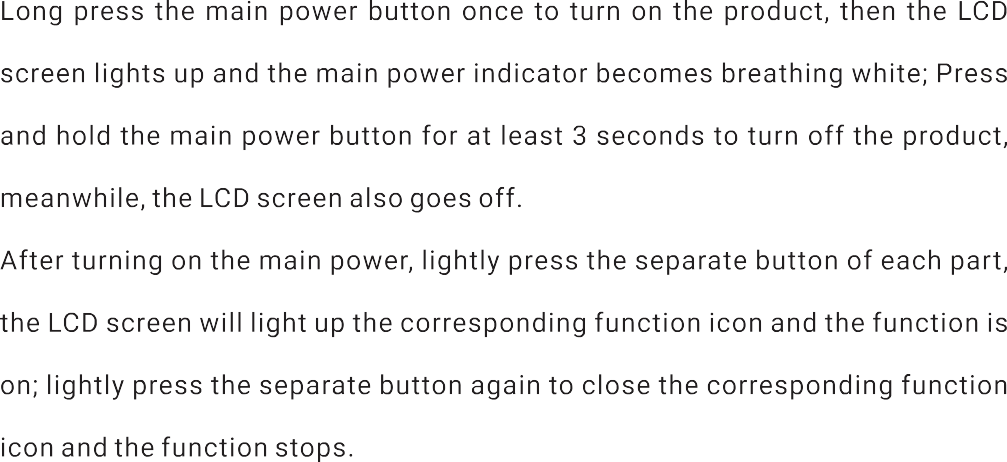 Long press the main power button once to turn on the product, then the LCD
screen lights up and the main power indicator becomes breathing white; Press
and hold the main power button for at least 3 seconds to turn off the product,
meanwhile, the LCD screen also goes off.
After turning on the main power, lightly press the separate button of each part,
the LCD screen will light up the corresponding function icon and the function is
on; lightly press the separate button again to close the corresponding function
icon and the function stops.